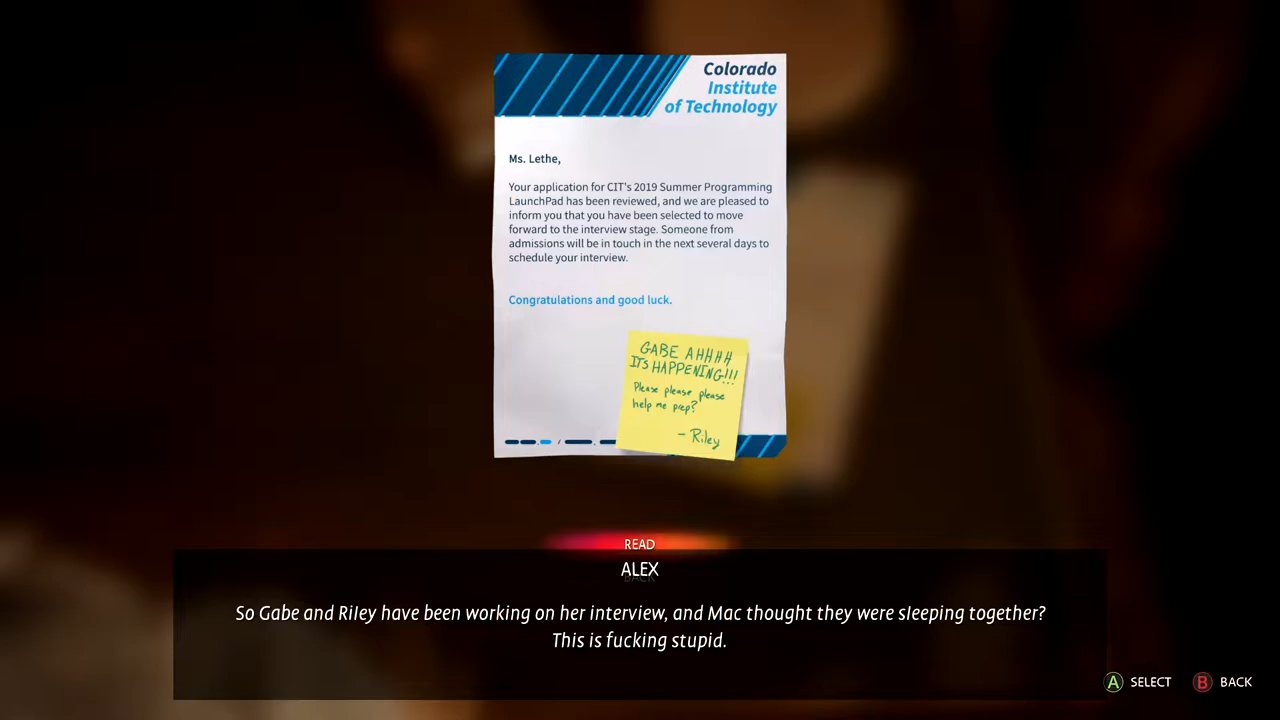 Colorado
Institute
of Technology
Ms. Lethe,
Your application for CIT's 2019 Summer Programming
LaunchPad has been reviewed, and we are pleased to
inform you that you have been selected to move
forward to the interview stage. Someone from
admissions will be in touch in the next several days to
schedule your interview.
Congratulations and good luck.
GABE AHHHH
ITS HAPPENING!!!
Please please please
help me prep?
- Riley
READ
ALEX
BACK
So Gabe and Riley have been working on her interview, and Mac thought they were sleeping together?
This is fucking stupid.
A SELECT B BACK